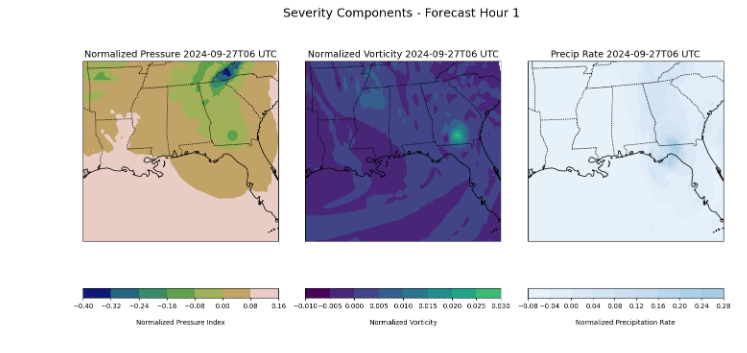 Severity Components - Forecast Hour 1
Normalized Pressure 2024-09-27T06 UTC
Normalized Vorticity 2024-09-27T06 UTC
Precip Rate 2024-09-27T06 UTC
−0.40 −0.32 −0.24 −0.16 −0.08 0.00 0.08 0.16
−0.010 −0.005 0.000 0.005 0.010 0.015 0.020 0.025 0.030
−0.08 −0.04 0.00 0.04 0.08 0.12 0.16 0.20 0.24 0.28
Normalized Pressure Index
Normalized Vorticity
Normalized Precipitation Rate